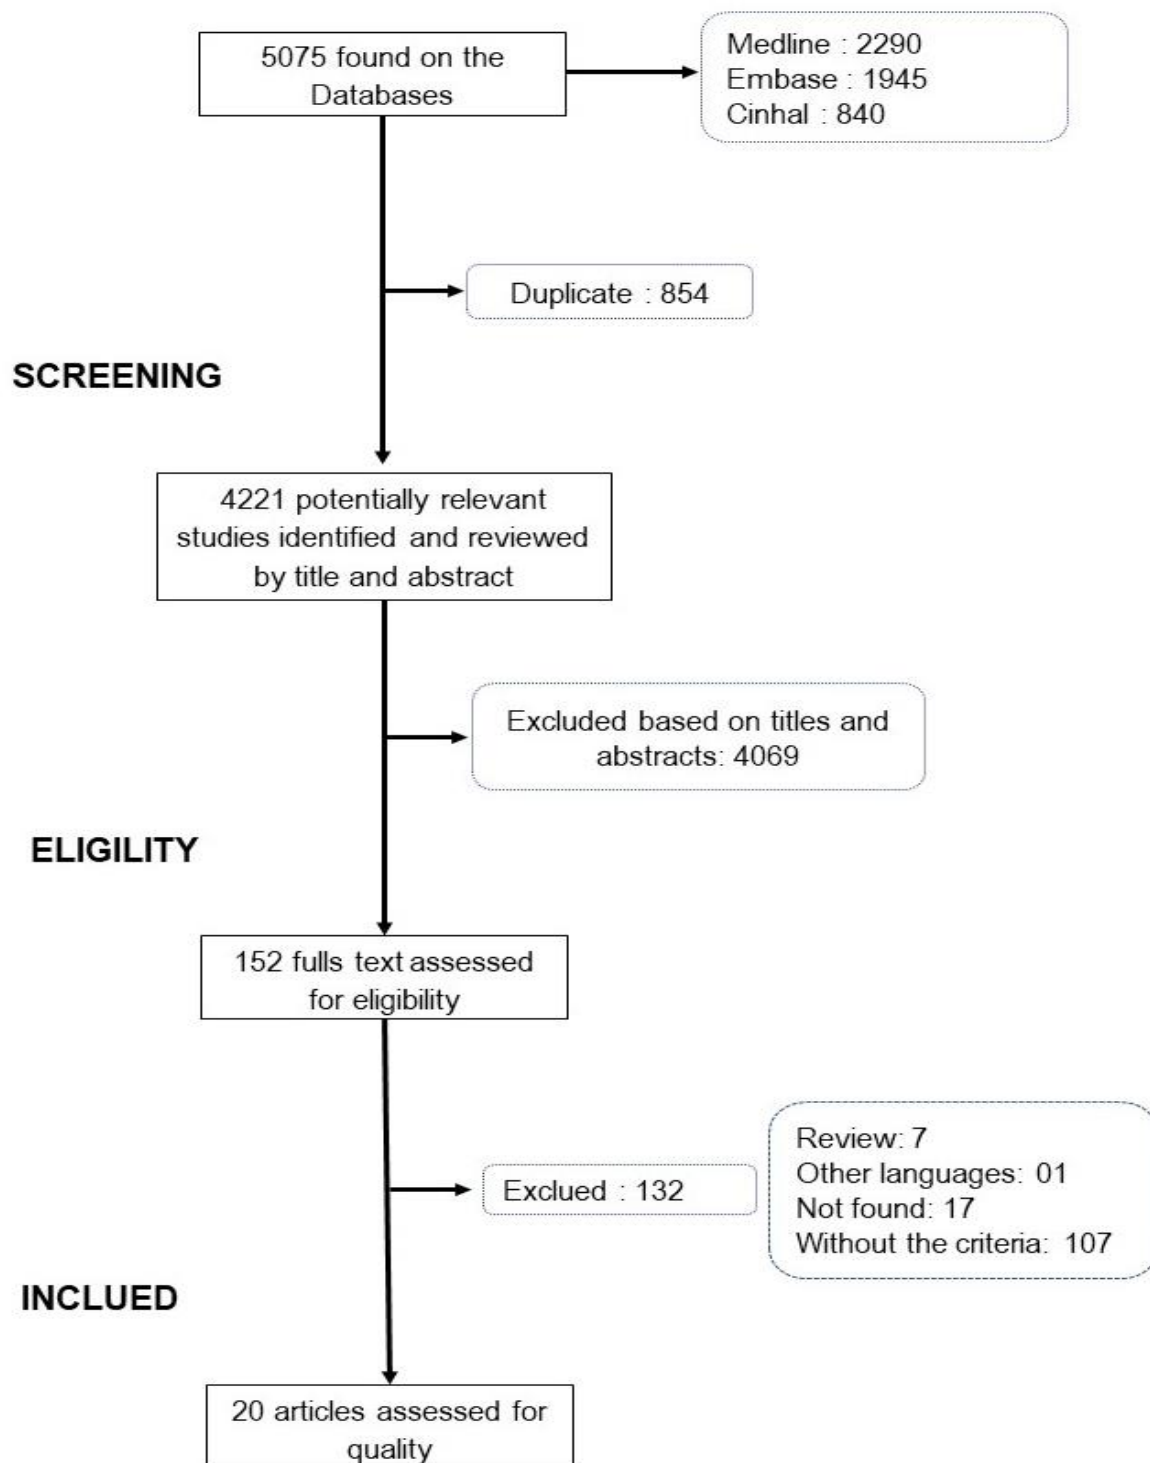 5075 found on the
Databases
Medline : 2290
Embase : 1945
Cinhal : 840
Duplicate : 854
SCREENING
4221 potentially relevant
studies identified and reviewed
by title and abstract
Excluded based on titles and
abstracts: 4069
ELIGILITY
152 fulls text assessed
for eligibility
Review: 7
Other languages: 01
Not found: 17
Without the criteria: 107
Exclued : 132
INCLUED
20 articles assessed for
quality